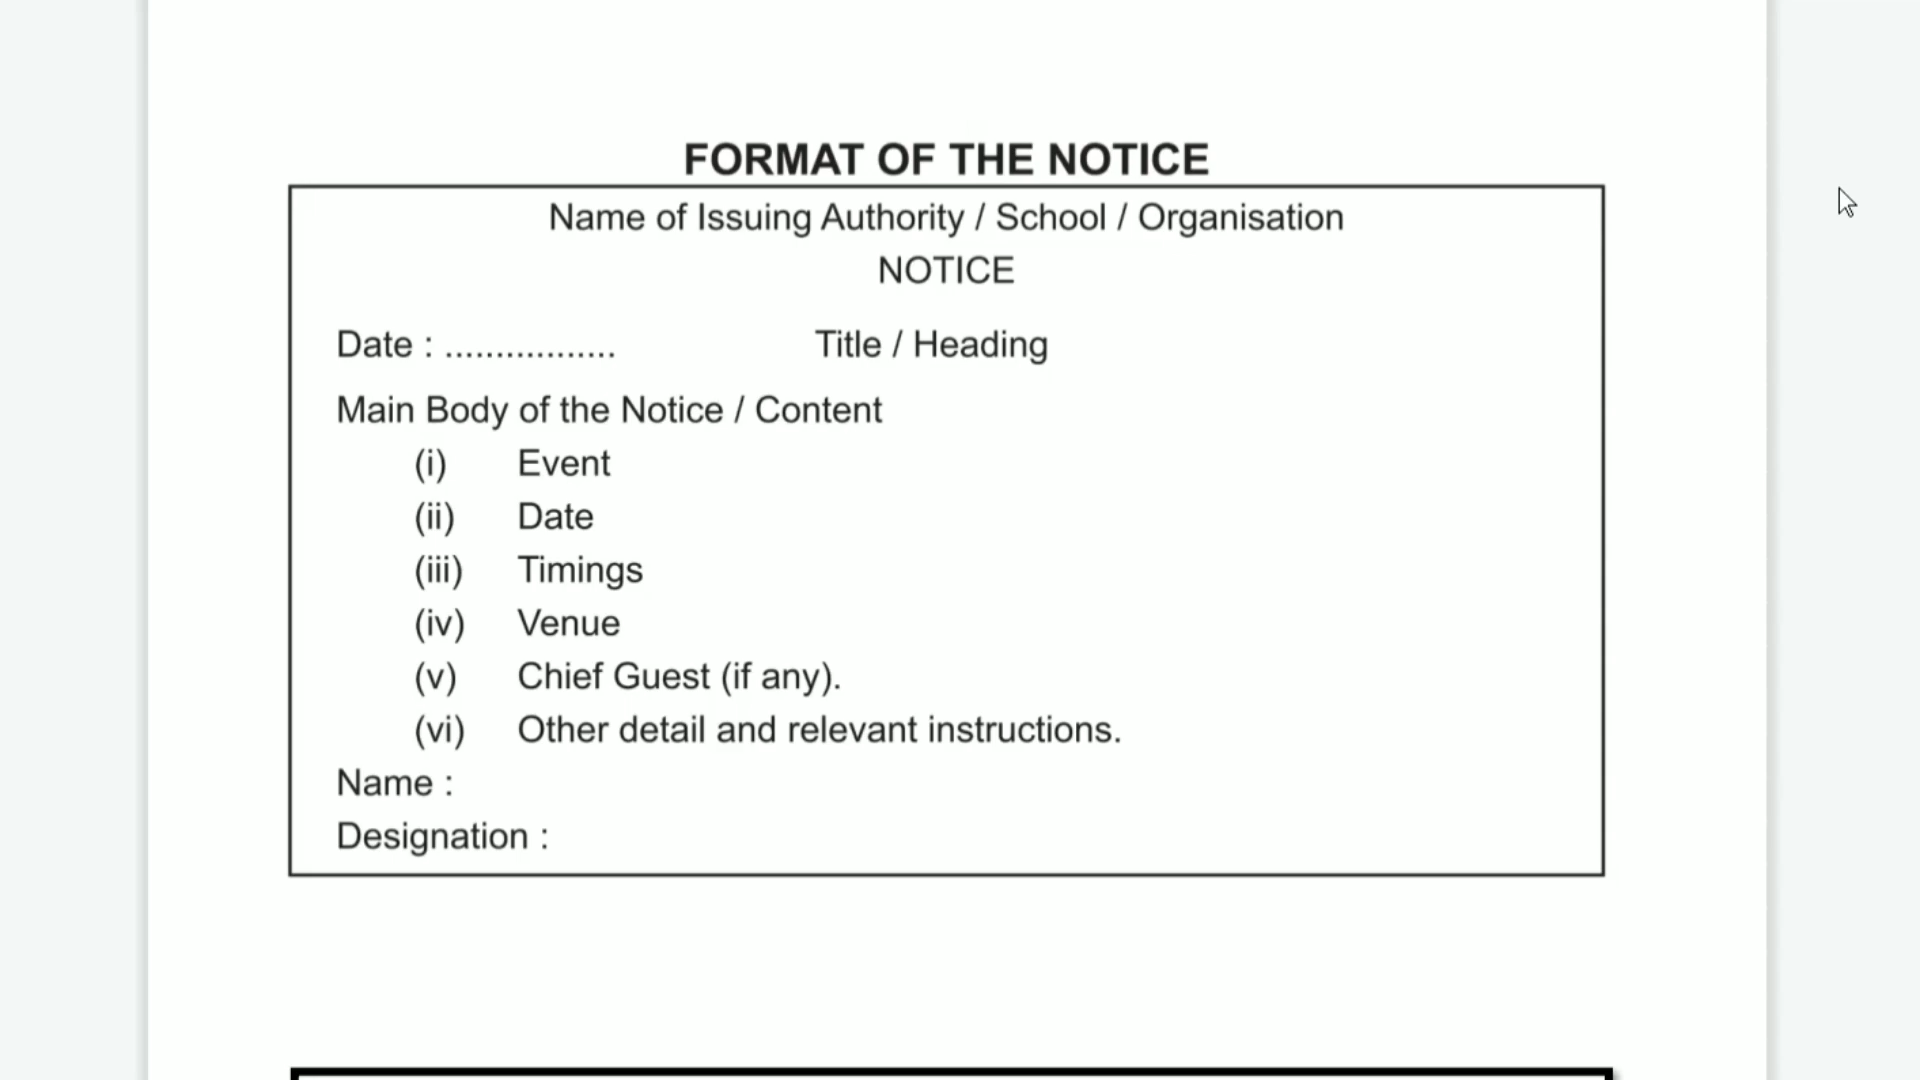 FORMAT OF THE NOTICE
Name of Issuing Authority / School / Organisation
NOTICE
Date : ................. Title / Heading
Main Body of the Notice / Content
(i) Event
(ii) Date
(iii) Timings
(iv) Venue
(v) Chief Guest (if any).
(vi) Other detail and relevant instructions.
Name :
Designation :